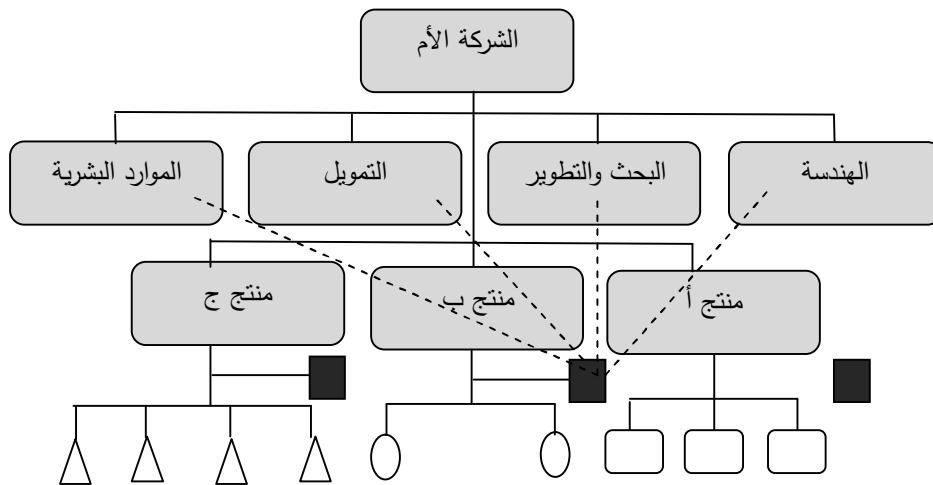 الشركة الأم
الهندسة
البحث والتطوير
التمويل
الموارد البشرية
منتج أ
منتج ب
منتج ج